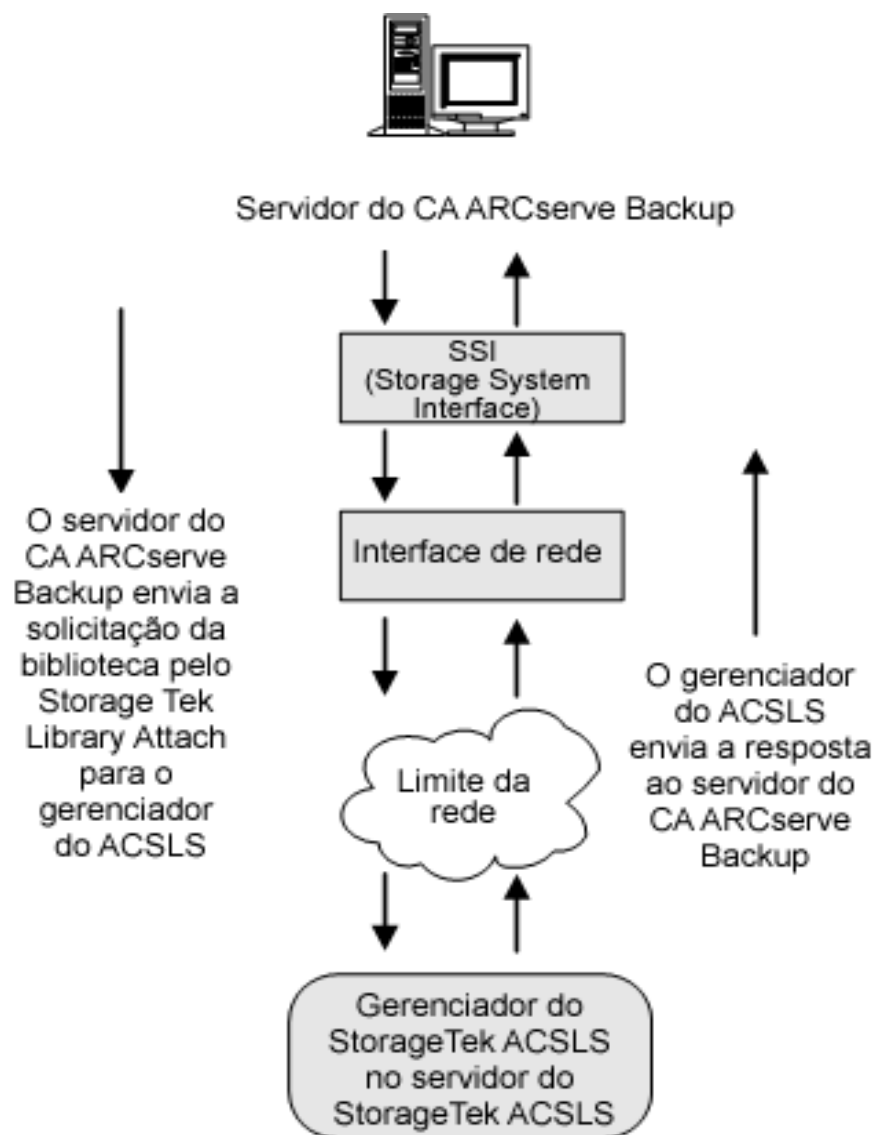 Servidor do CA ARCserve Backup
SSI
(Storage System
Interface)
Interface de rede
O servidor do
CA ARCserve
Backup envia a
solicitação da
biblioteca pelo
Storage Tek
Library Attach
para o
gerenciador
do ACSLS
Limite da
rede
O gerenciador
do ACSLS
envia a resposta
ao servidor do
CA ARCserve
Backup
Gerenciador do
StorageTek ACSLS
no servidor do
StorageTek ACSLS